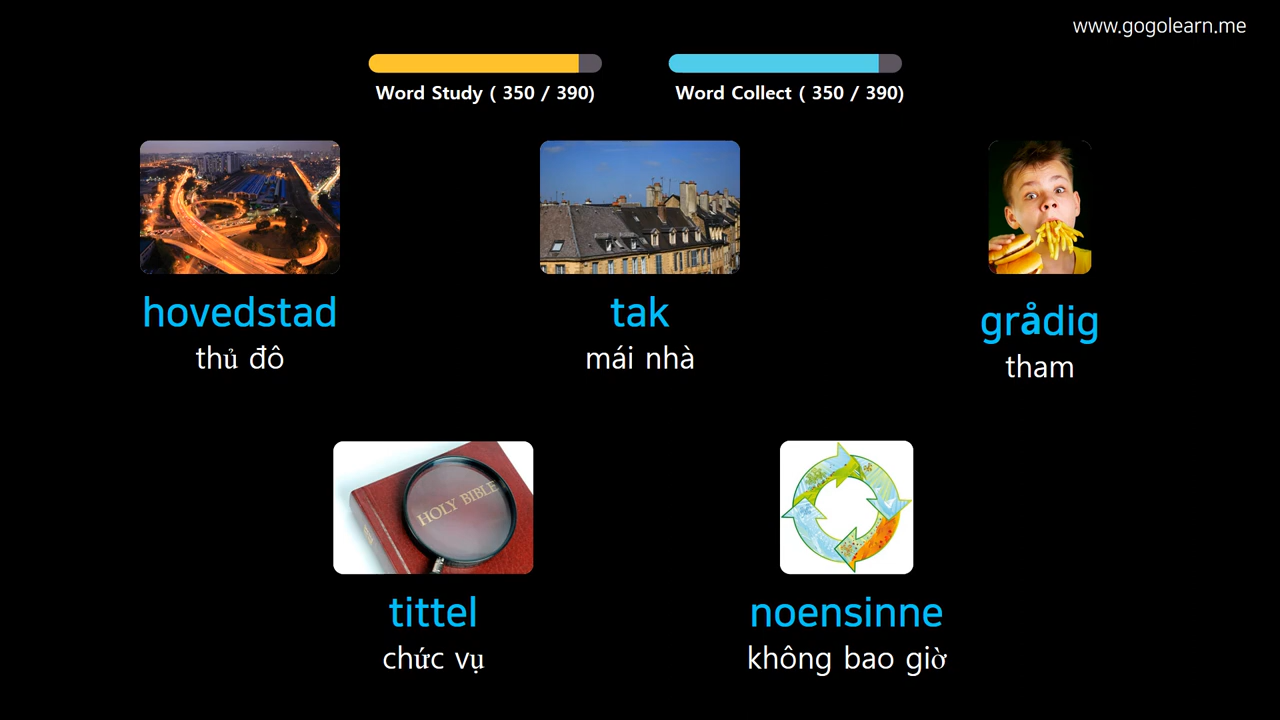 www.gogolearn.me
Word Study ( 350 / 390)
Word Collect ( 350 / 390)
hovedstad
thủ đô
tak
mái nhà
grådig
tham
HOLY BIBLE
tittel
chức vụ
noensinne
không bao giờ